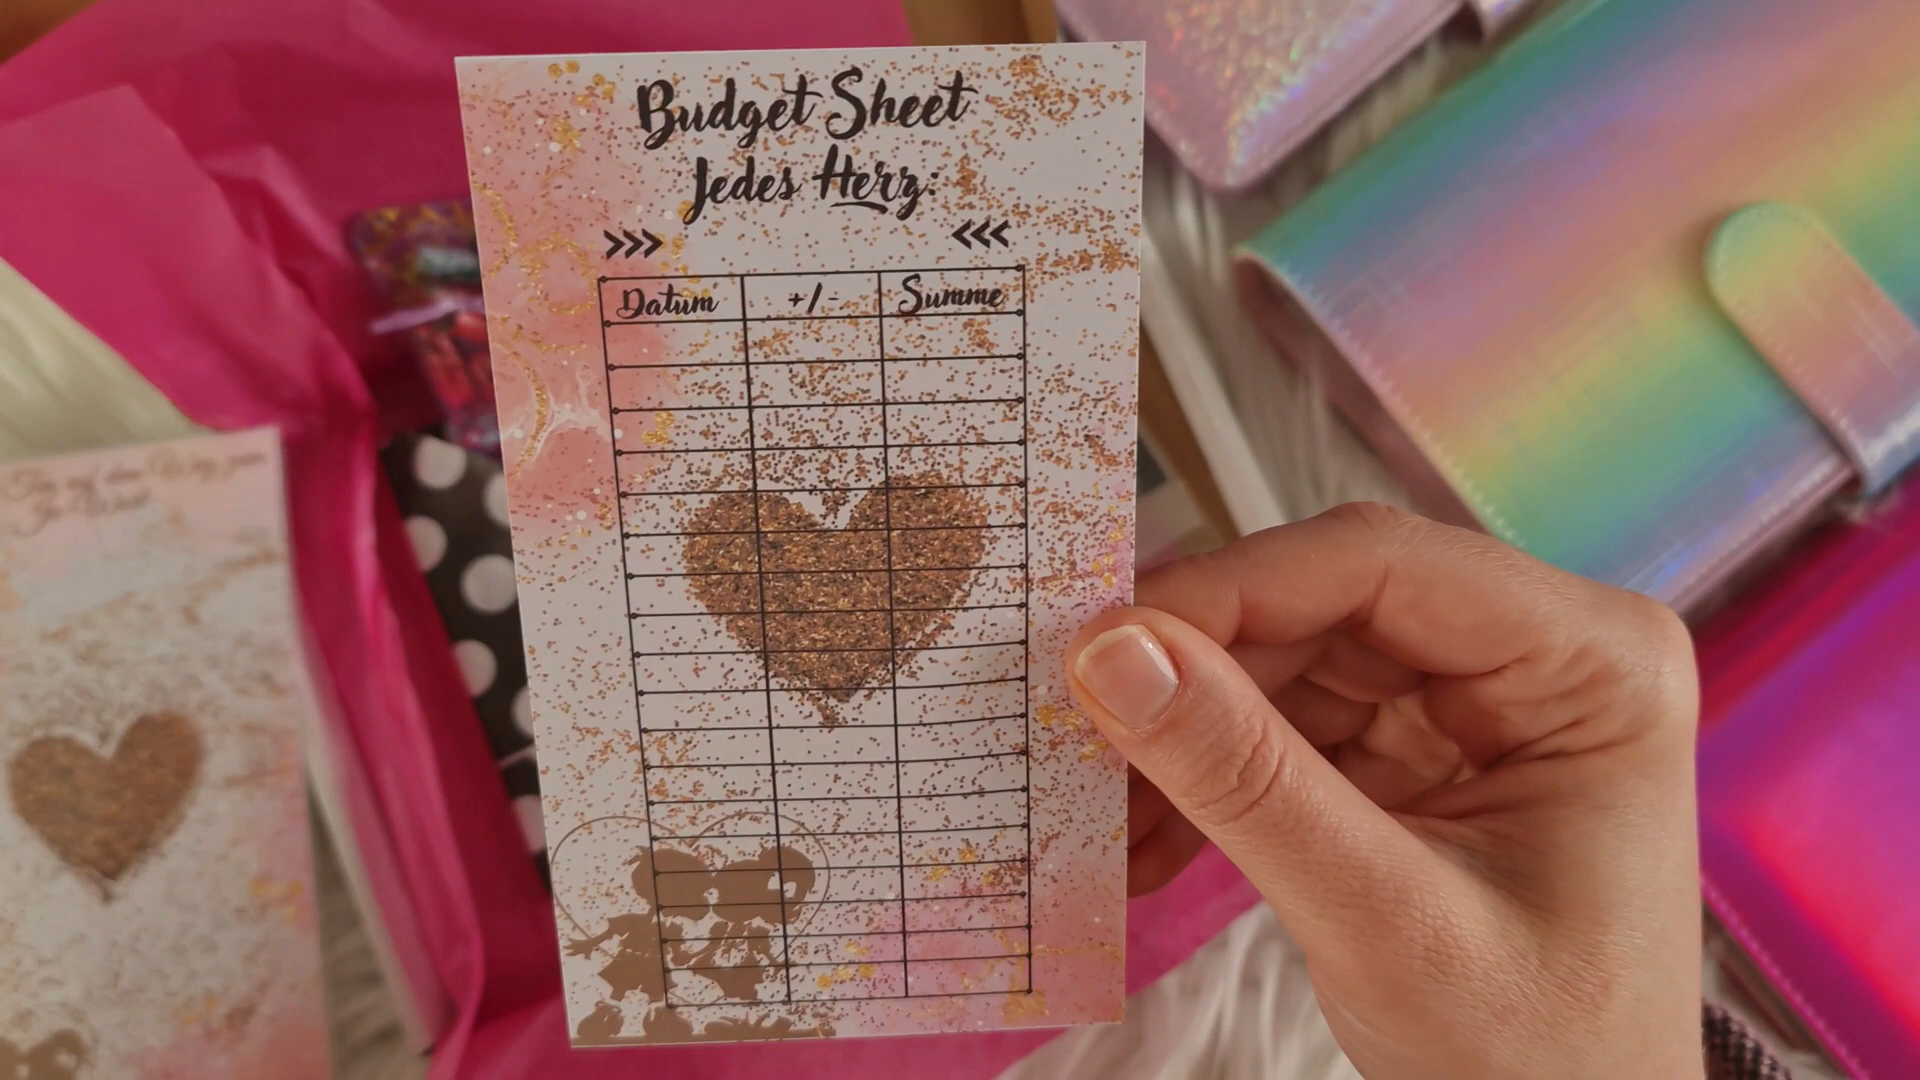 Budget Sheet
Jedes Herz:
>>> <<<
Datum +/- Summe